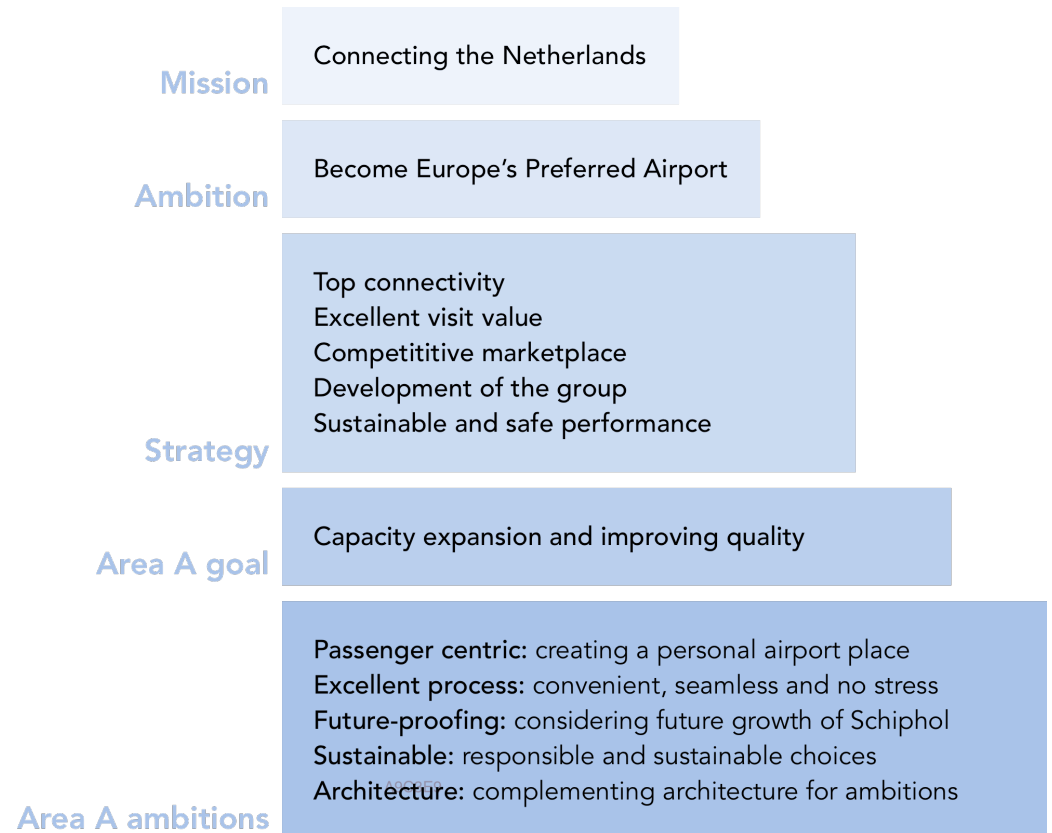 Connecting the Netherlands
Mission
Become Europe's Preferred Airport
Ambition
Top connectivity
Excellent visit value
Competititive marketplace
Development of the group
Sustainable and safe performance
Strategy
Capacity expansion and improving quality
Area A goal
Passenger centric: creating a personal airport place
Excellent process: convenient, seamless and no stress
Future-proofing: considering future growth of Schiphol
Sustainable: responsible and sustainable choices
Architecture: complementing architecture for ambitions
Area A ambitions